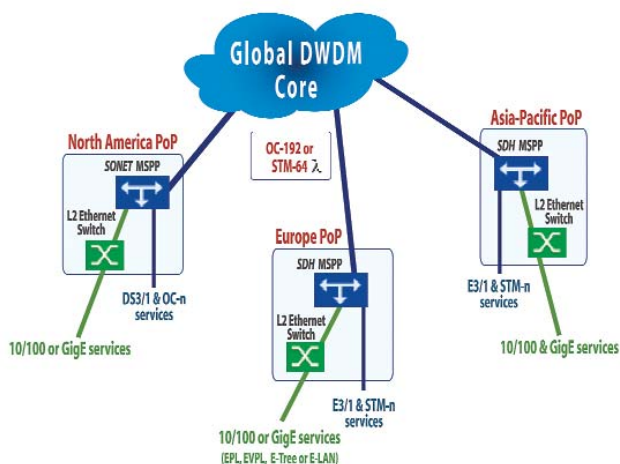 Global DWDM
Core
North America PoP
SONET MSPP
L2 Ethernet
Switch
DS3/1 & OC-n
services
10/100 or GigE services
OC-192 or
STM-64 λ
Europe PoP
SDH MSPP
L2 Ethernet
Switch
E3/1 & STM-n
services
10/100 or GigE services
(EPL, EVPL, E-Tree or E-LAN)
Asia-Pacific PoP
SDH MSPP
L2 Ethernet
Switch
E3/1 & STM-n
services
10/100 & GigE services